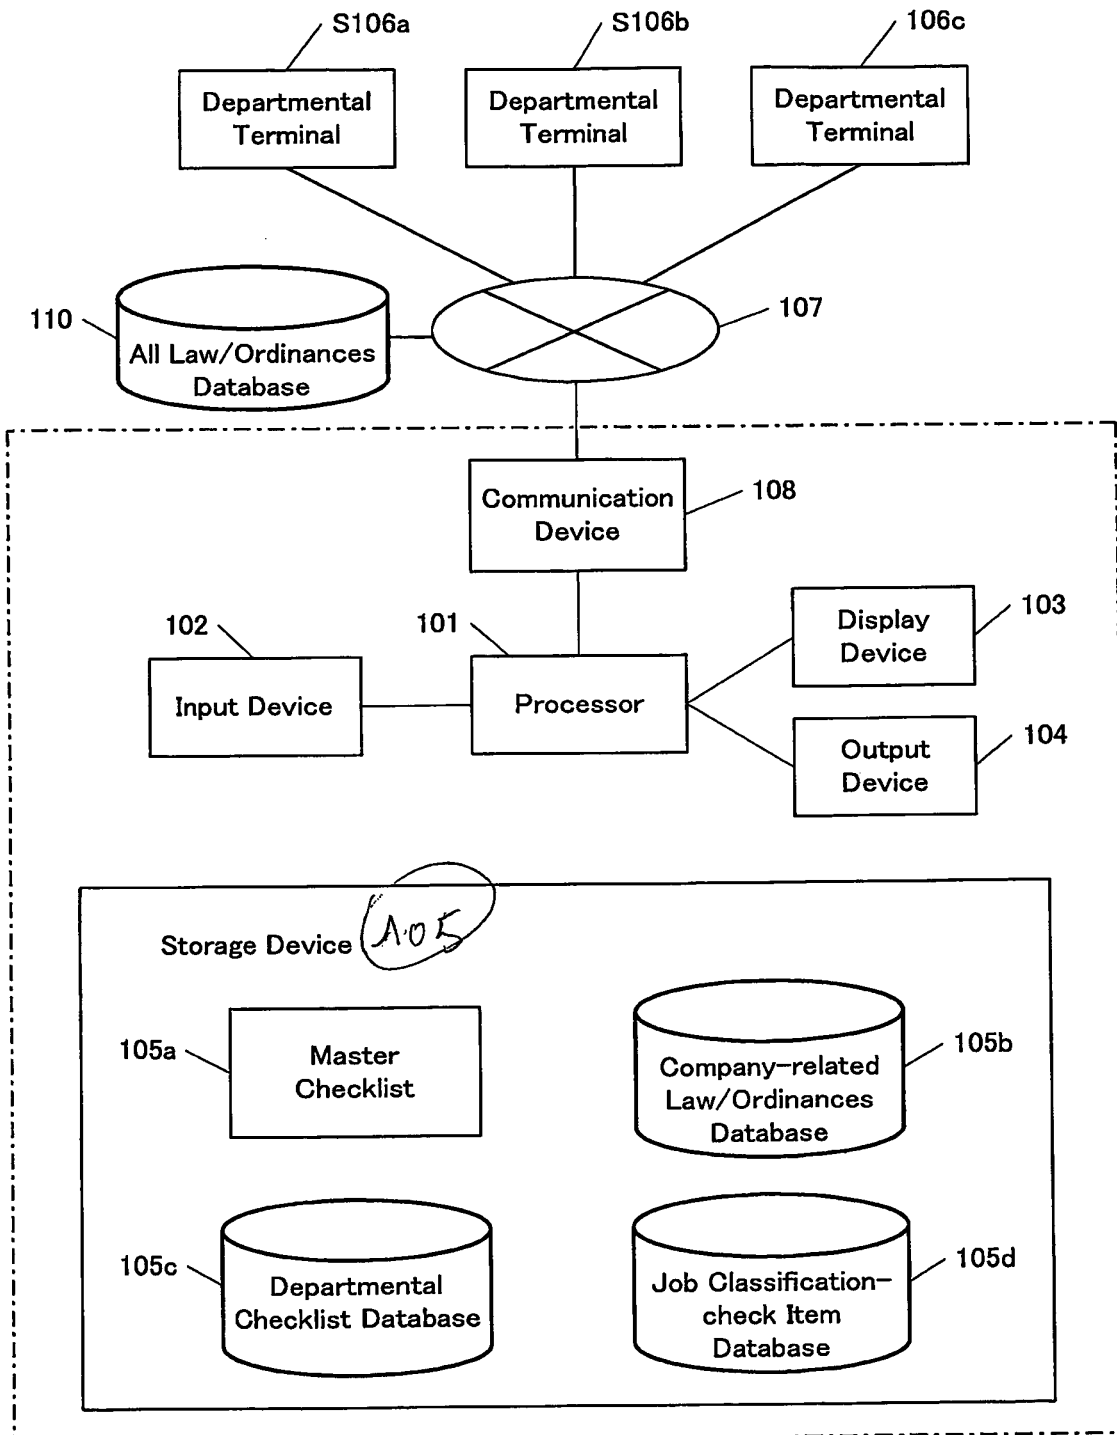 S106a
S106b
106c
Departmental
Terminal
Departmental
Terminal
Departmental
Terminal
110
All Law/Ordinances
Database
107
Communication
Device
108
102
101
Input Device
Processor
Display
Device
103
Output
Device
104
Storage Device 105
105a
Master
Checklist
Company-related
Law/Ordinances
Database
105b
105c
Departmental
Checklist Database
Job Classification-
check Item
Database
105d